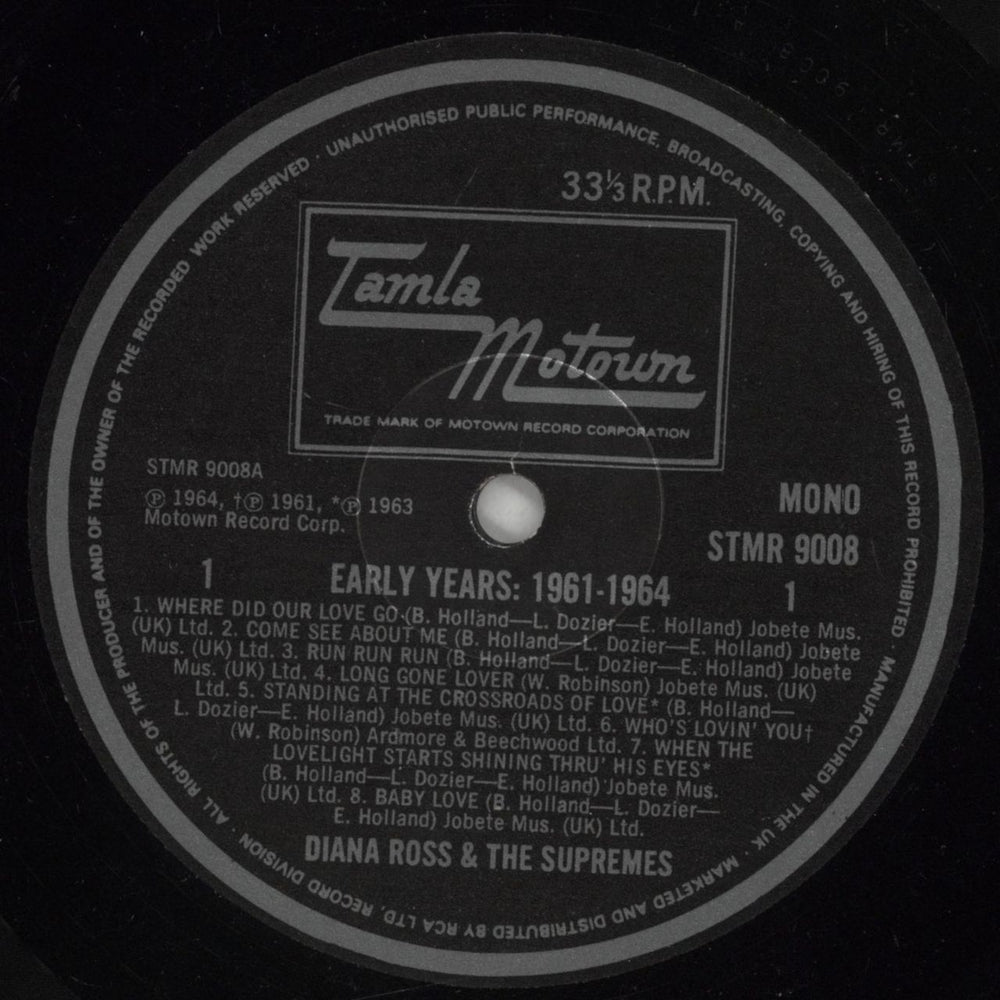 UNAUTHORISED PUBLIC PERFORMANCE, BROADCASTING, COPYING AND HIRING OF THIS RECORD PROHIBITED · MANUFACTURED IN THE UK · MARKETED AND DISTRIBUTED BY RCA LTD, RECORD DIVISION · ALL RIGHTS OF THE PRODUCER AND OF THE OWNER OF THE RECORDED WORK RESERVED ·
33⅓ R.P.M.
Tamla
Motown
TRADE MARK OF MOTOWN RECORD CORPORATION
STMR 9008A
℗ 1964, †℗ 1961, *℗ 1963
Motown Record Corp.
MONO
STMR 9008
1 EARLY YEARS: 1961-1964 1
1. WHERE DID OUR LOVE GO (B. Holland—L. Dozier—E. Holland) Jobete Mus.
(UK) Ltd. 2. COME SEE ABOUT ME (B. Holland—L. Dozier—E. Holland) Jobete
Mus. (UK) Ltd. 3. RUN RUN RUN (B. Holland—L. Dozier—E. Holland) Jobete
Mus. (UK) Ltd. 4. LONG GONE LOVER (W. Robinson) Jobete Mus. (UK)
Ltd. 5. STANDING AT THE CROSSROADS OF LOVE* (B. Holland—
L. Dozier—E. Holland) Jobete Mus. (UK) Ltd. 6. WHO'S LOVIN' YOU†
(W. Robinson) Ardmore & Beechwood Ltd. 7. WHEN THE
LOVELIGHT STARTS SHINING THRU' HIS EYES*
(B. Holland—L. Dozier—E. Holland) Jobete Mus.
(UK) Ltd. 8. BABY LOVE (B. Holland—L. Dozier—
E. Holland) Jobete Mus. (UK) Ltd.
DIANA ROSS & THE SUPREMES